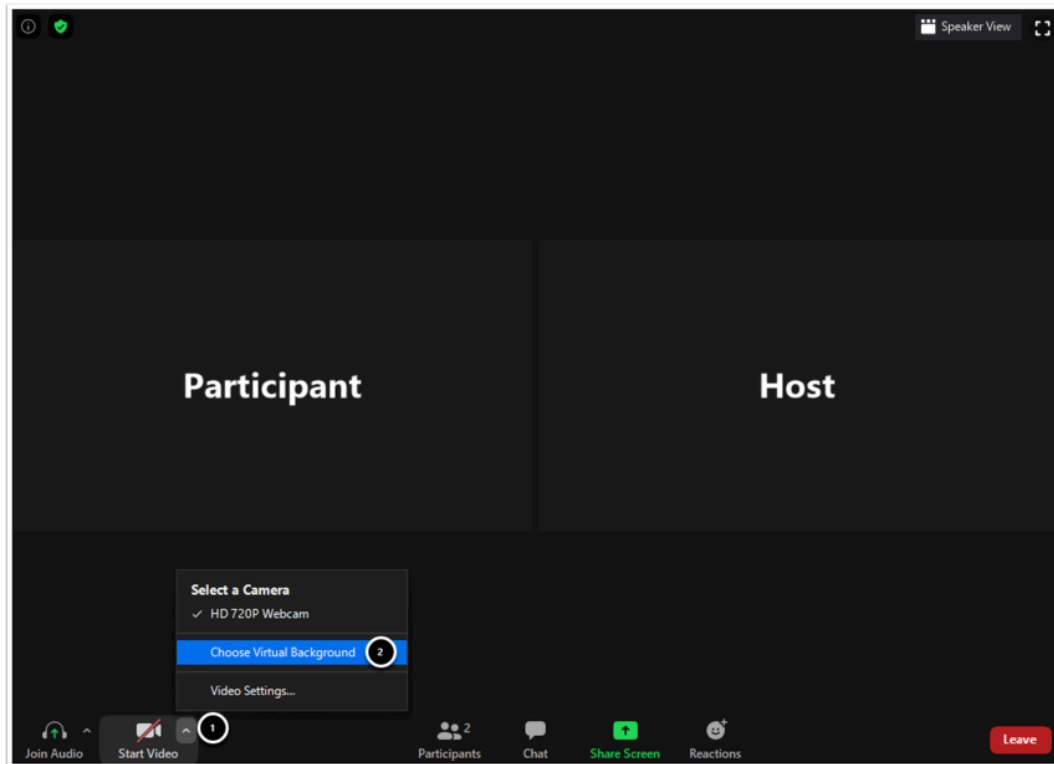 Speaker View
Participant
Host
Select a Camera
HD 720P Webcam
Choose Virtual Background 2
Video Settings...
1
2
Join Audio Start Video Participants Chat Share Screen Reactions Leave